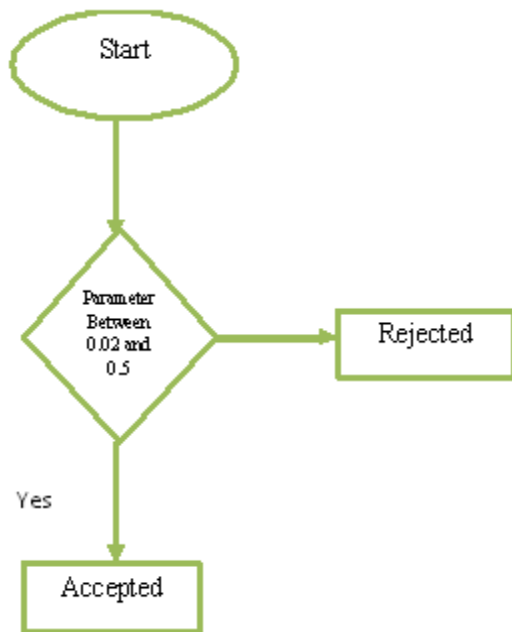 Start
Parameter
Between
0.02 and
0.5
Rejected
Yes
Accepted